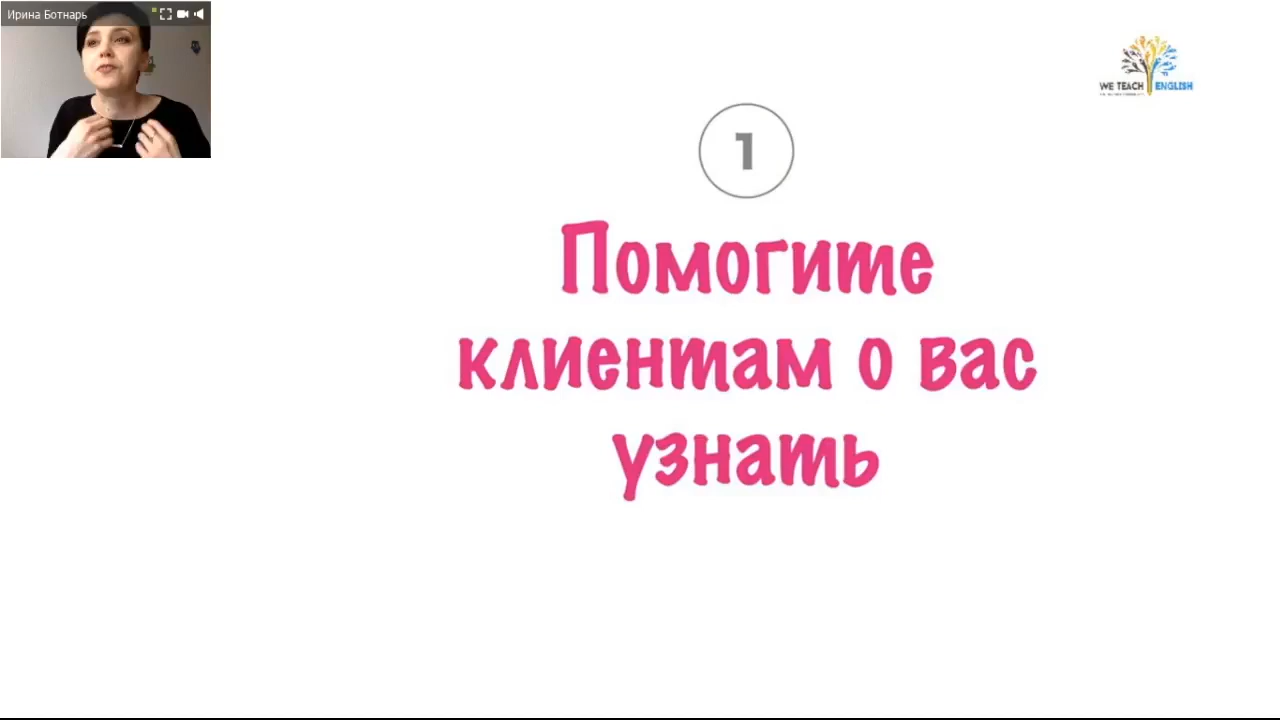 Ирина Ботнарь
WE TEACH ENGLISH
1
Помогите
клиентам о вас
узнать